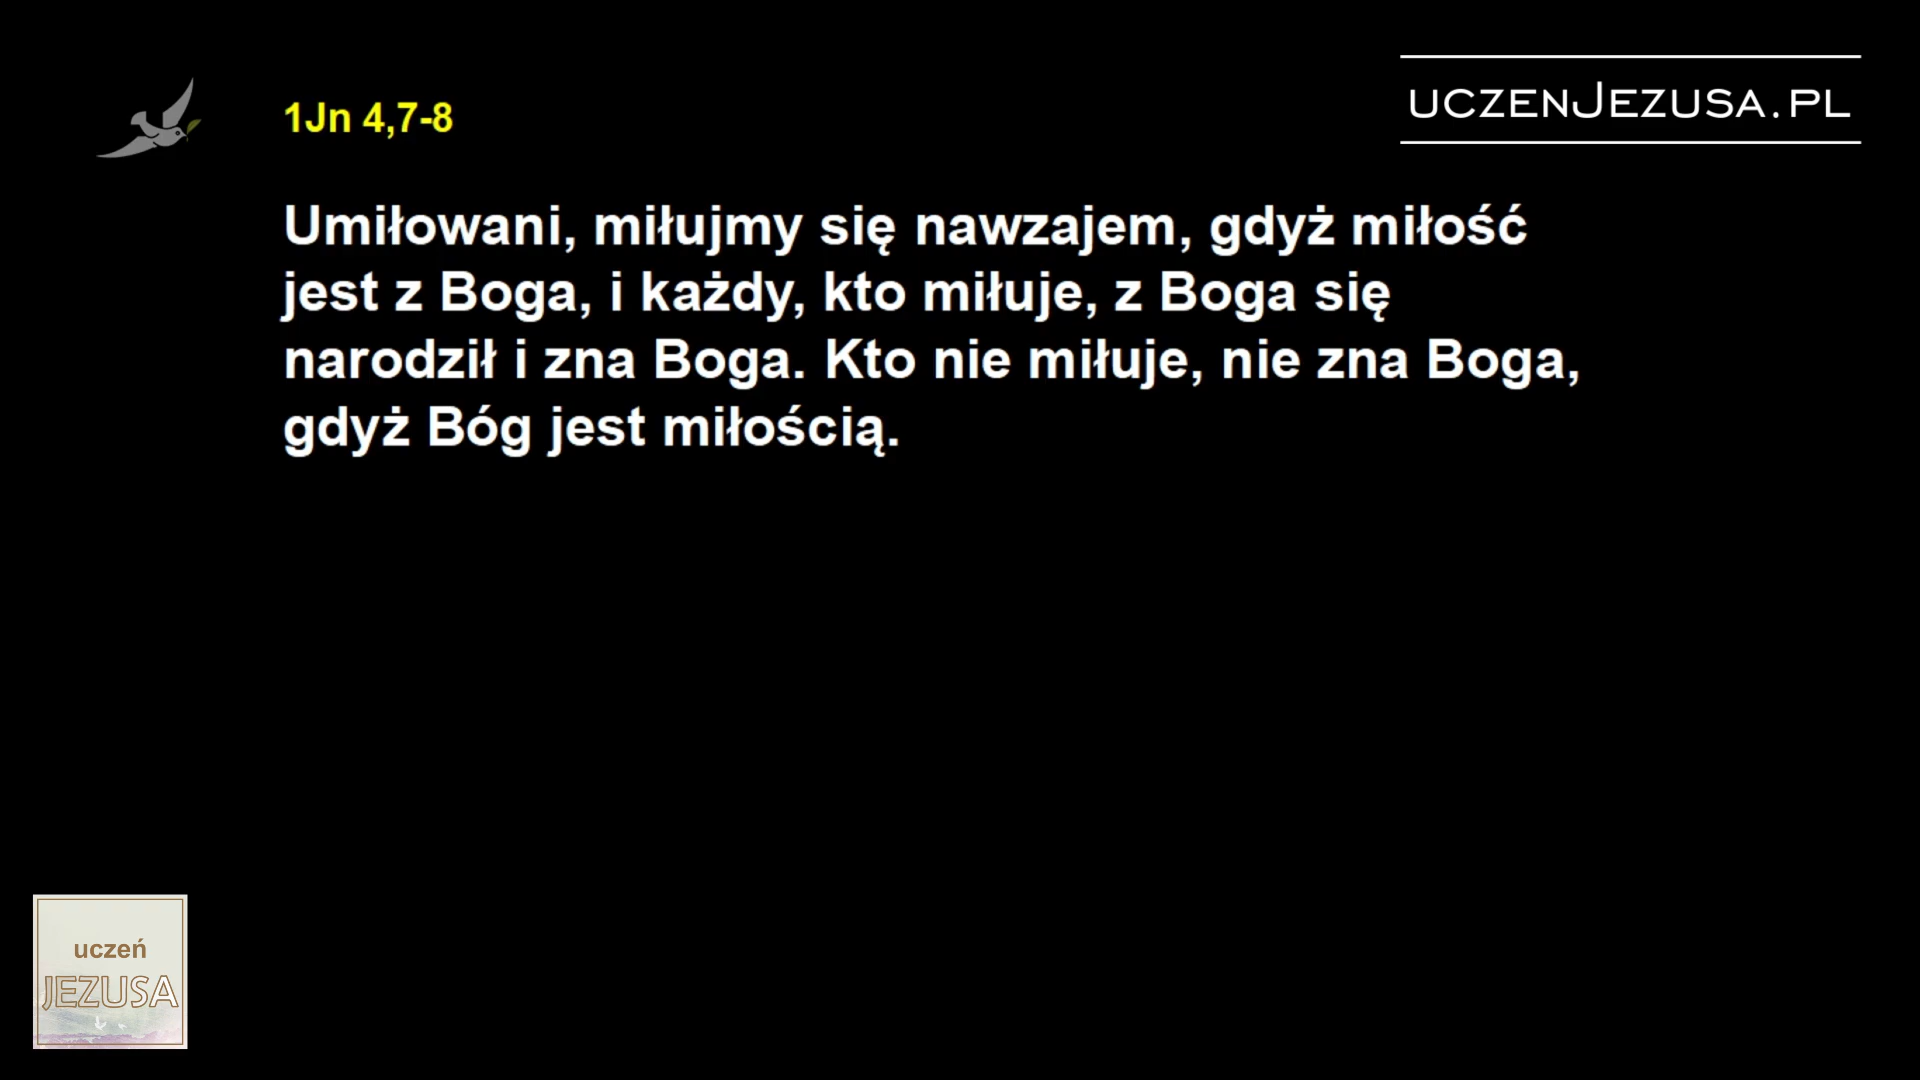 1Jn 4,7-8
UCZENJEZUSA.PL
Umiłowani, miłujmy się nawzajem, gdyż miłość
jest z Boga, i każdy, kto miłuje, z Boga się
narodził i zna Boga. Kto nie miłuje, nie zna Boga,
gdyż Bóg jest miłością.
uczeń
JEZUSA